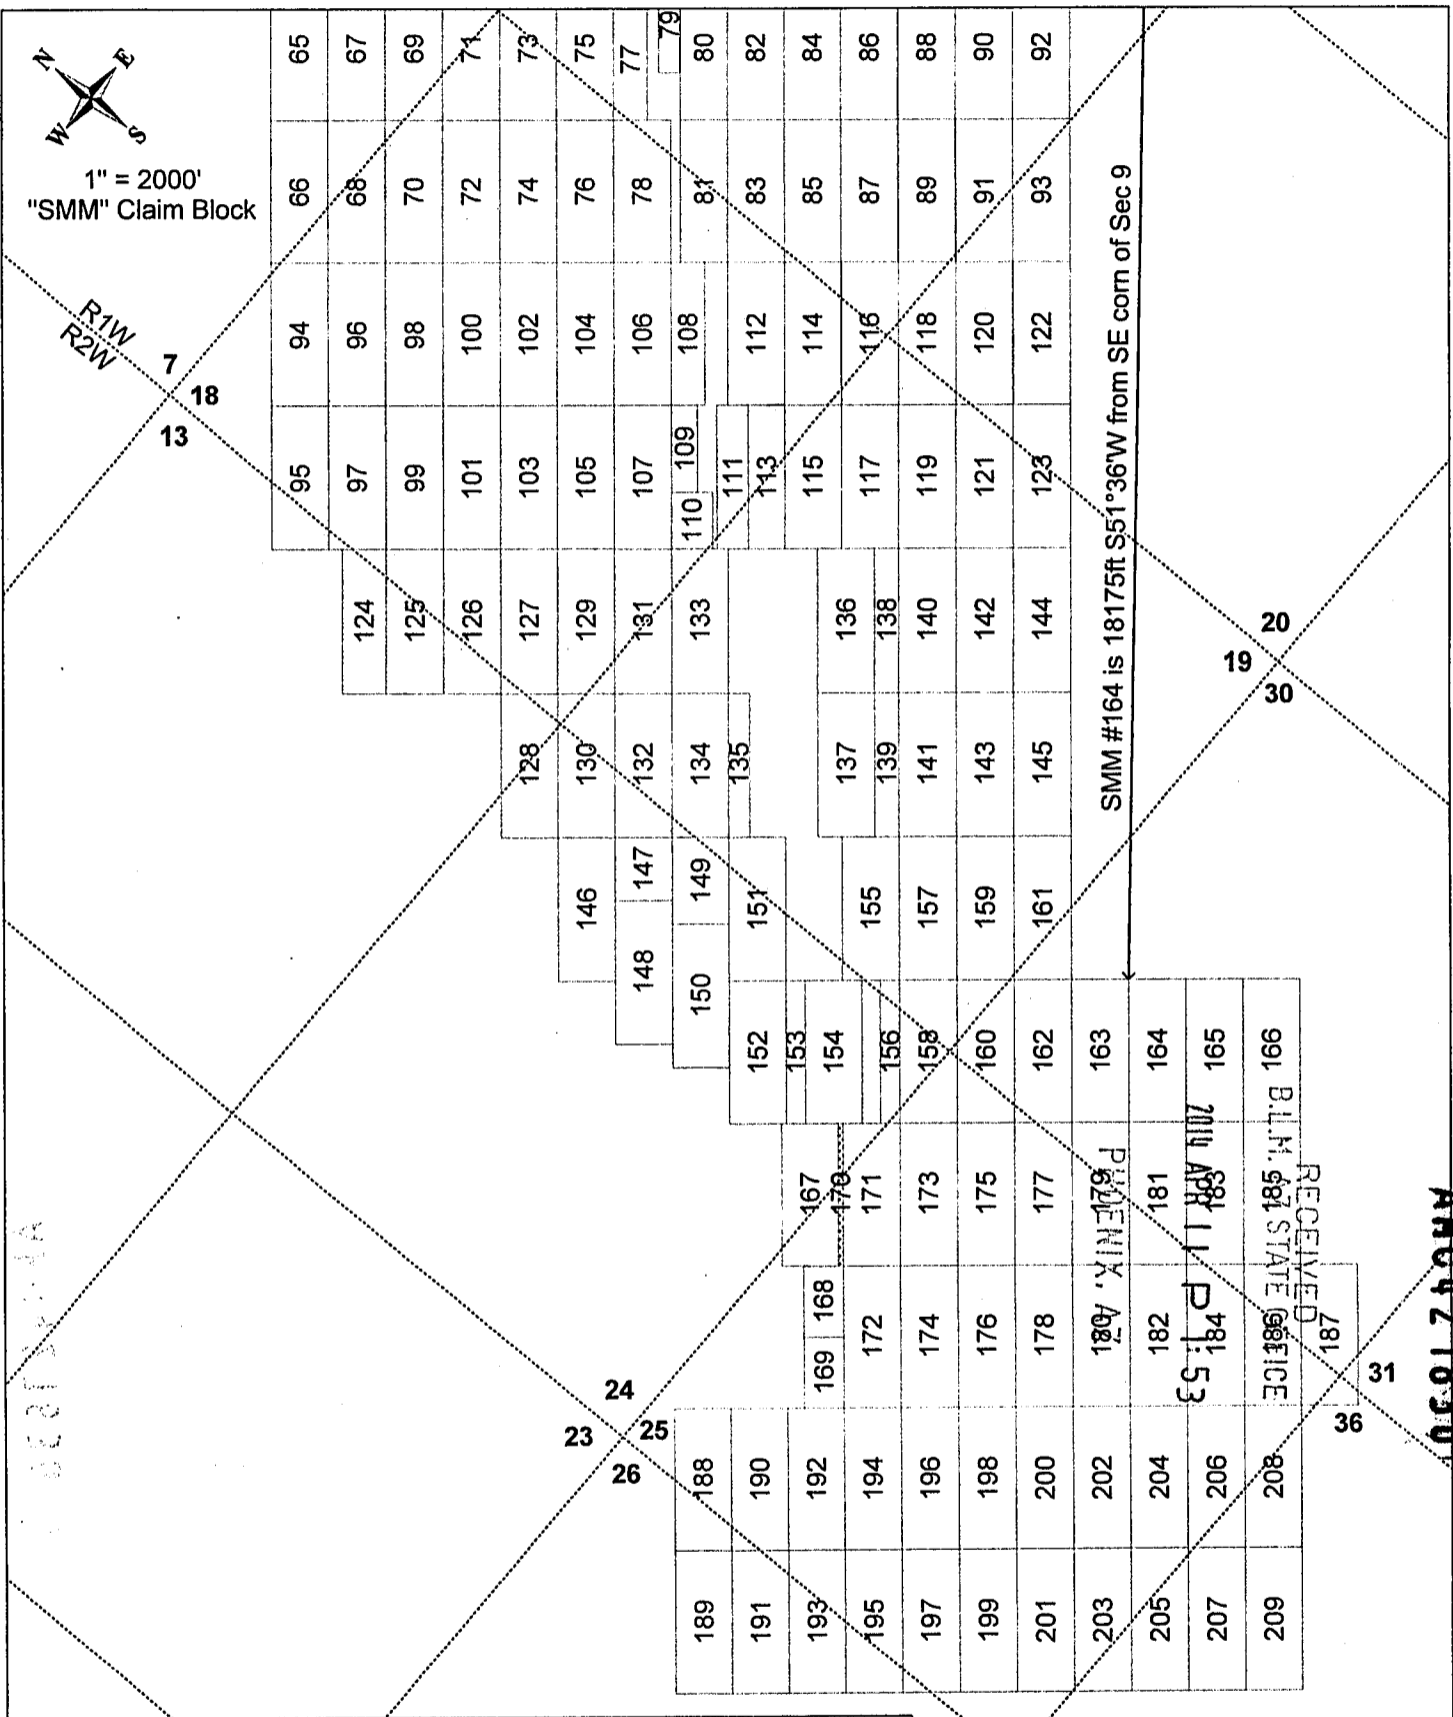 N
E
W
S
1" = 2000'
"SMM" Claim Block
R1W
R2W
7
18
13
65 67 69 71 73 75 77 79 80 82 84 86 88 90 92
66 68 70 72 74 76 78 81 83 85 87 89 91 93
94 96 98 100 102 104 106 108 112 114 116 118 120 122
95 97 99 101 103 105 107 109 110 111 113 115 117 119 121 123
124 125 126 127 129 131 133 136 138 140 142 144
128 130 132 134 135 137 139 141 143 145
146 147 149 151 155 157 159 161
148 150
152 153 154 156 158 160 162 163 164 165 166
167 170 171 173 175 177 179 181 183 185
168 169 172 174 176 178 180 182 184 186 187
188 190 192 194 196 198 200 202 204 206 208
189 191 193 195 197 199 201 203 205 207 209
SMM #164 is 18175ft S51°36'W from SE corn of Sec 9
20
19
30
24
23
25
26
31
36
RECEIVED
B.L.M. AZ STATE OFFICE
2014 APR 11 P 1:53
PHOENIX, AZ